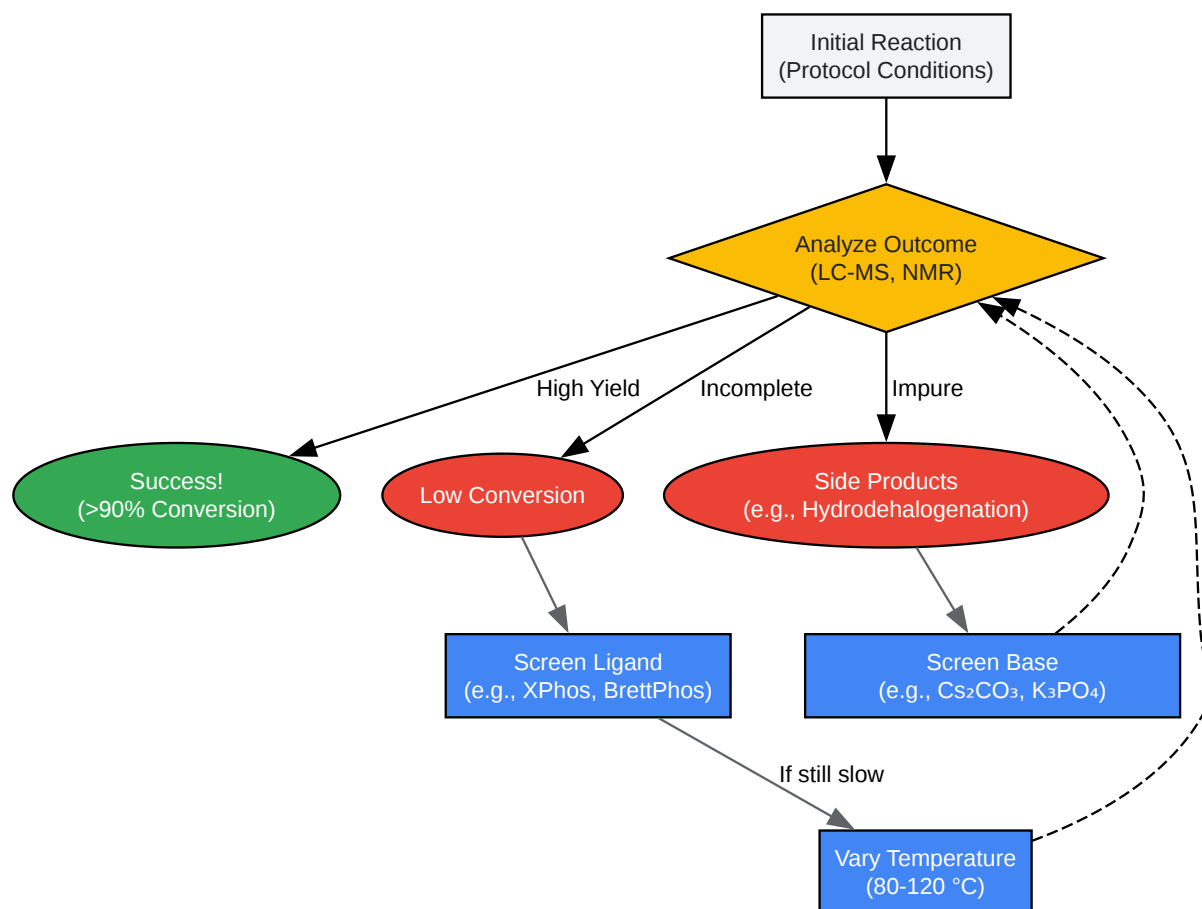 Initial Reaction
(Protocol Conditions)
Analyze Outcome
(LC-MS, NMR)
High Yield
Incomplete
Impure
Success!
(>90% Conversion)
Low Conversion
Side Products
(e.g., Hydrodehalogenation)
Screen Ligand
(e.g., XPhos, BrettPhos)
Screen Base
(e.g., Cs₂CO₃, K₃PO₄)
If still slow
Vary Temperature
(80-120 °C)